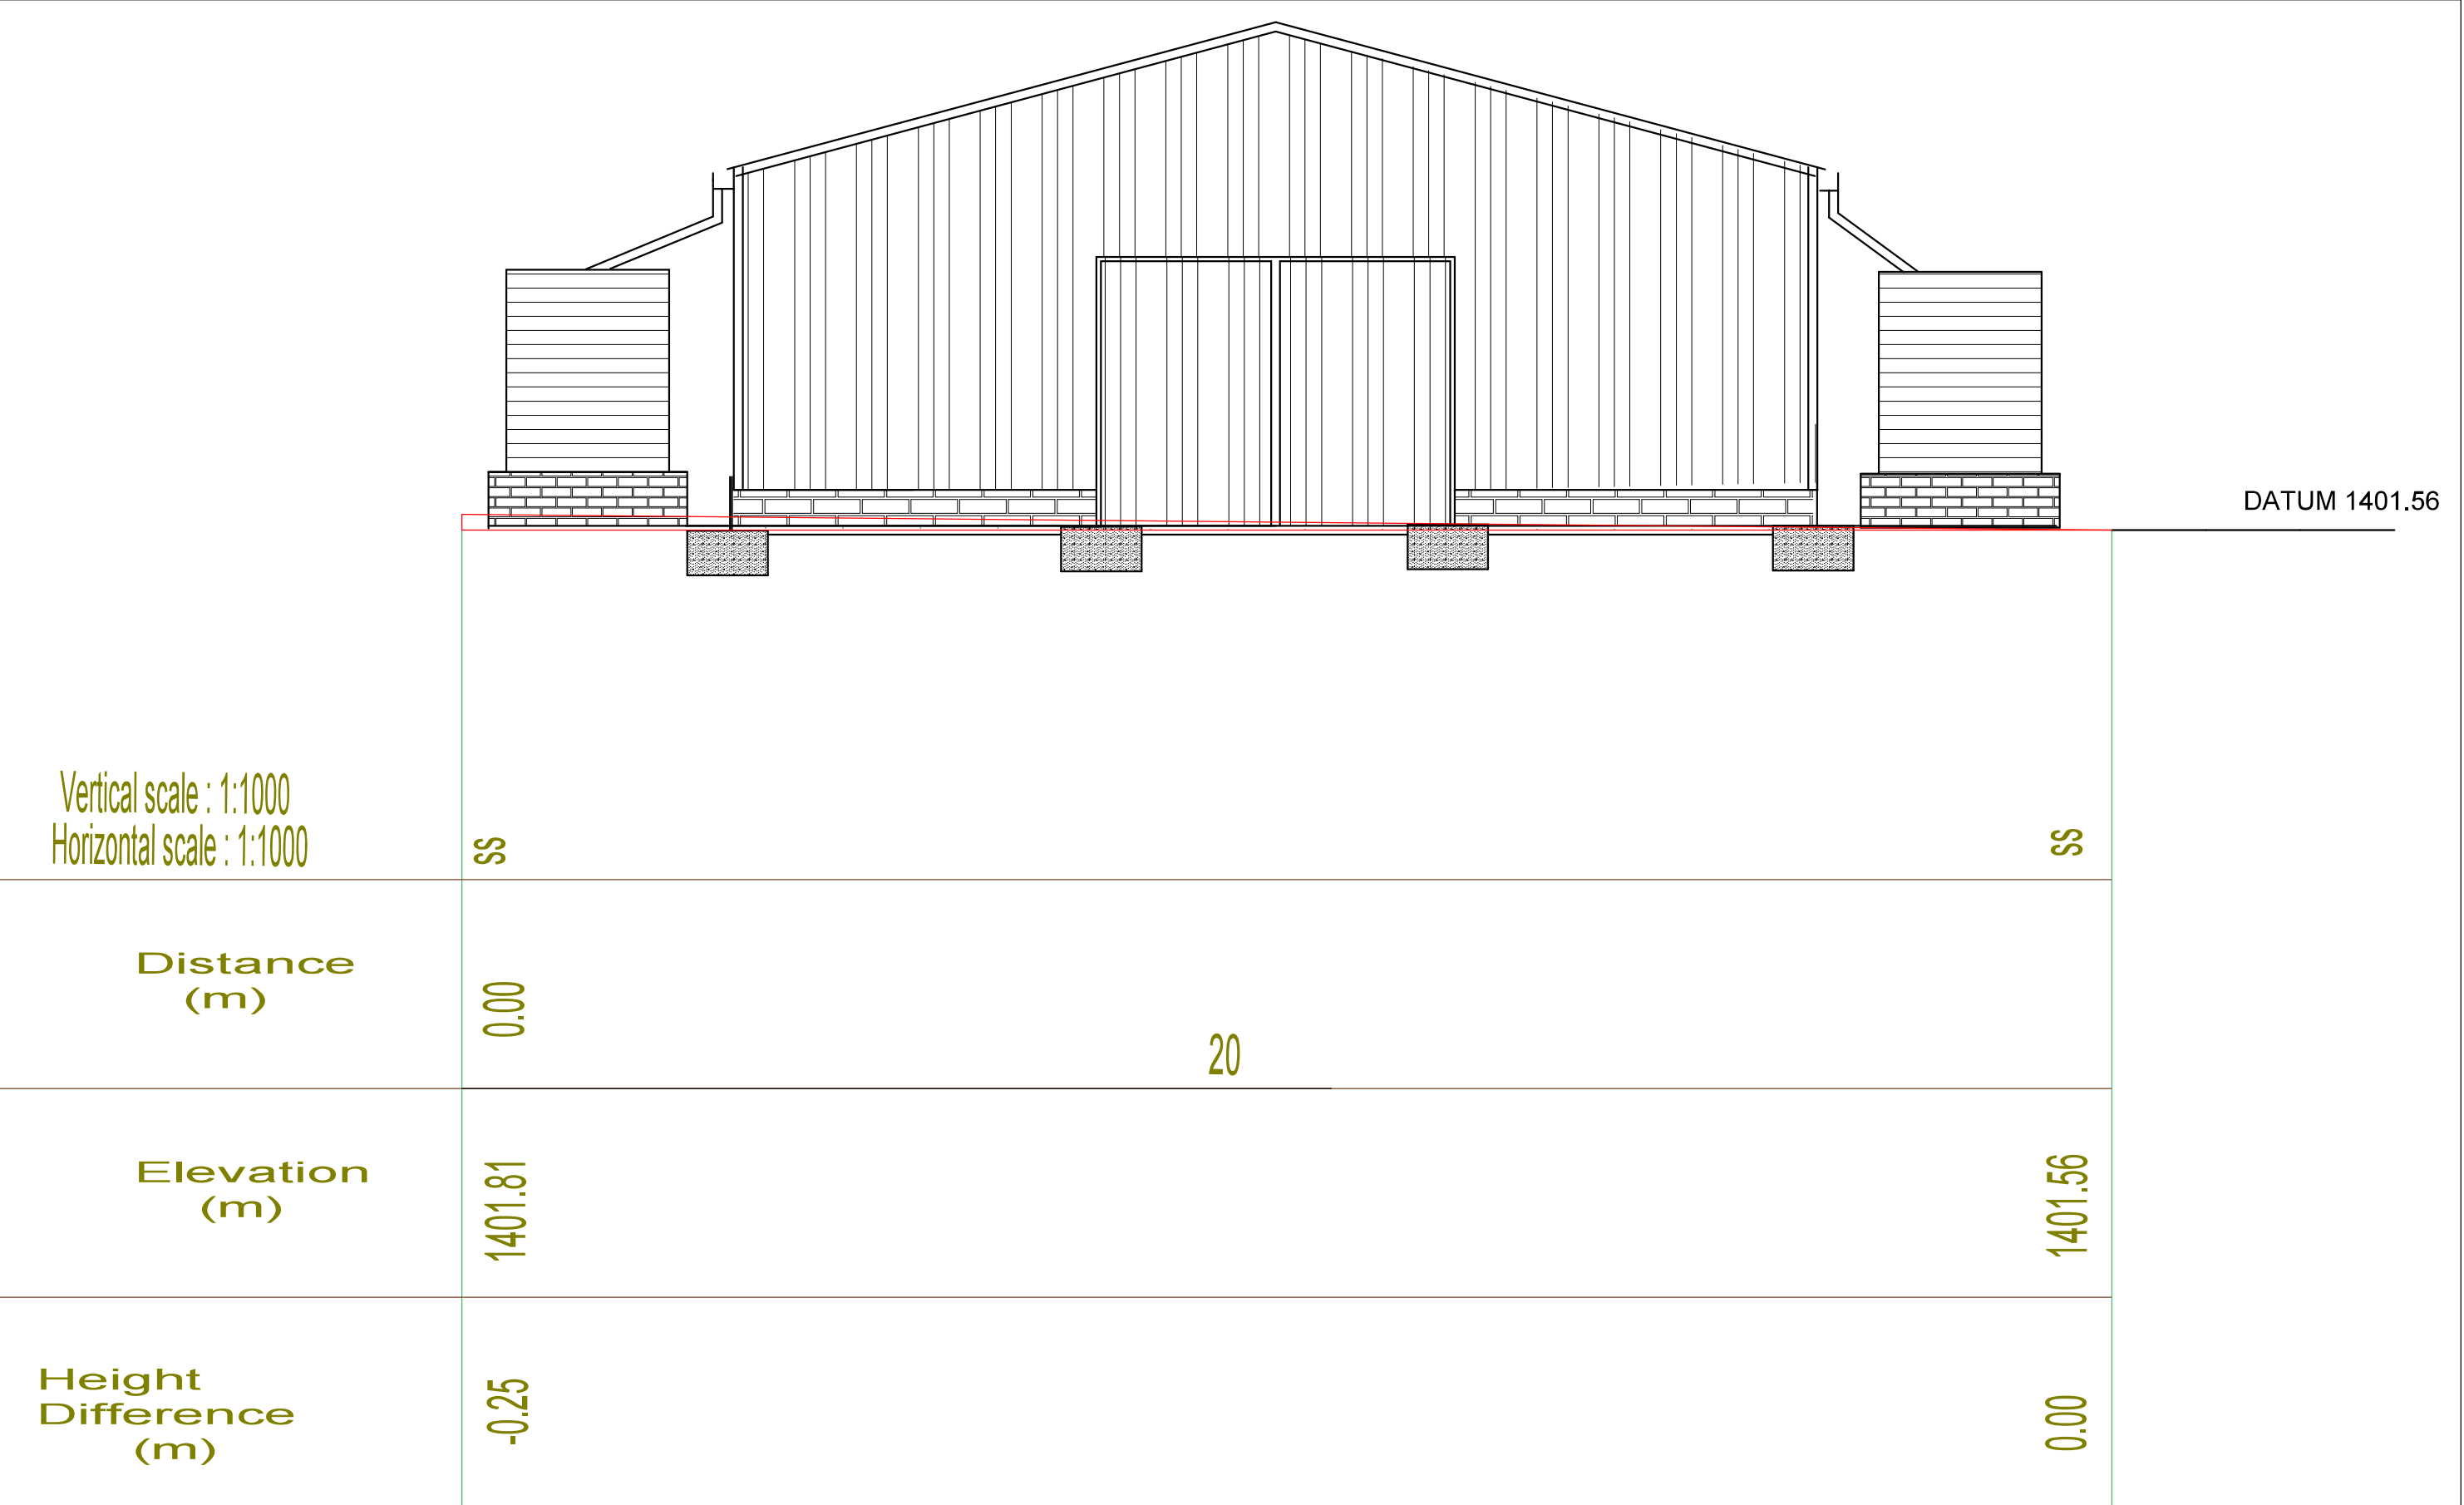 DATUM 1401.56
Vertical scale : 1:1000
Horizontal scale : 1:1000
ss
ss
Distance
(m)
0.00
20
Elevation
(m)
1401.81
1401.56
Height
Difference
(m)
-0.25
0.00